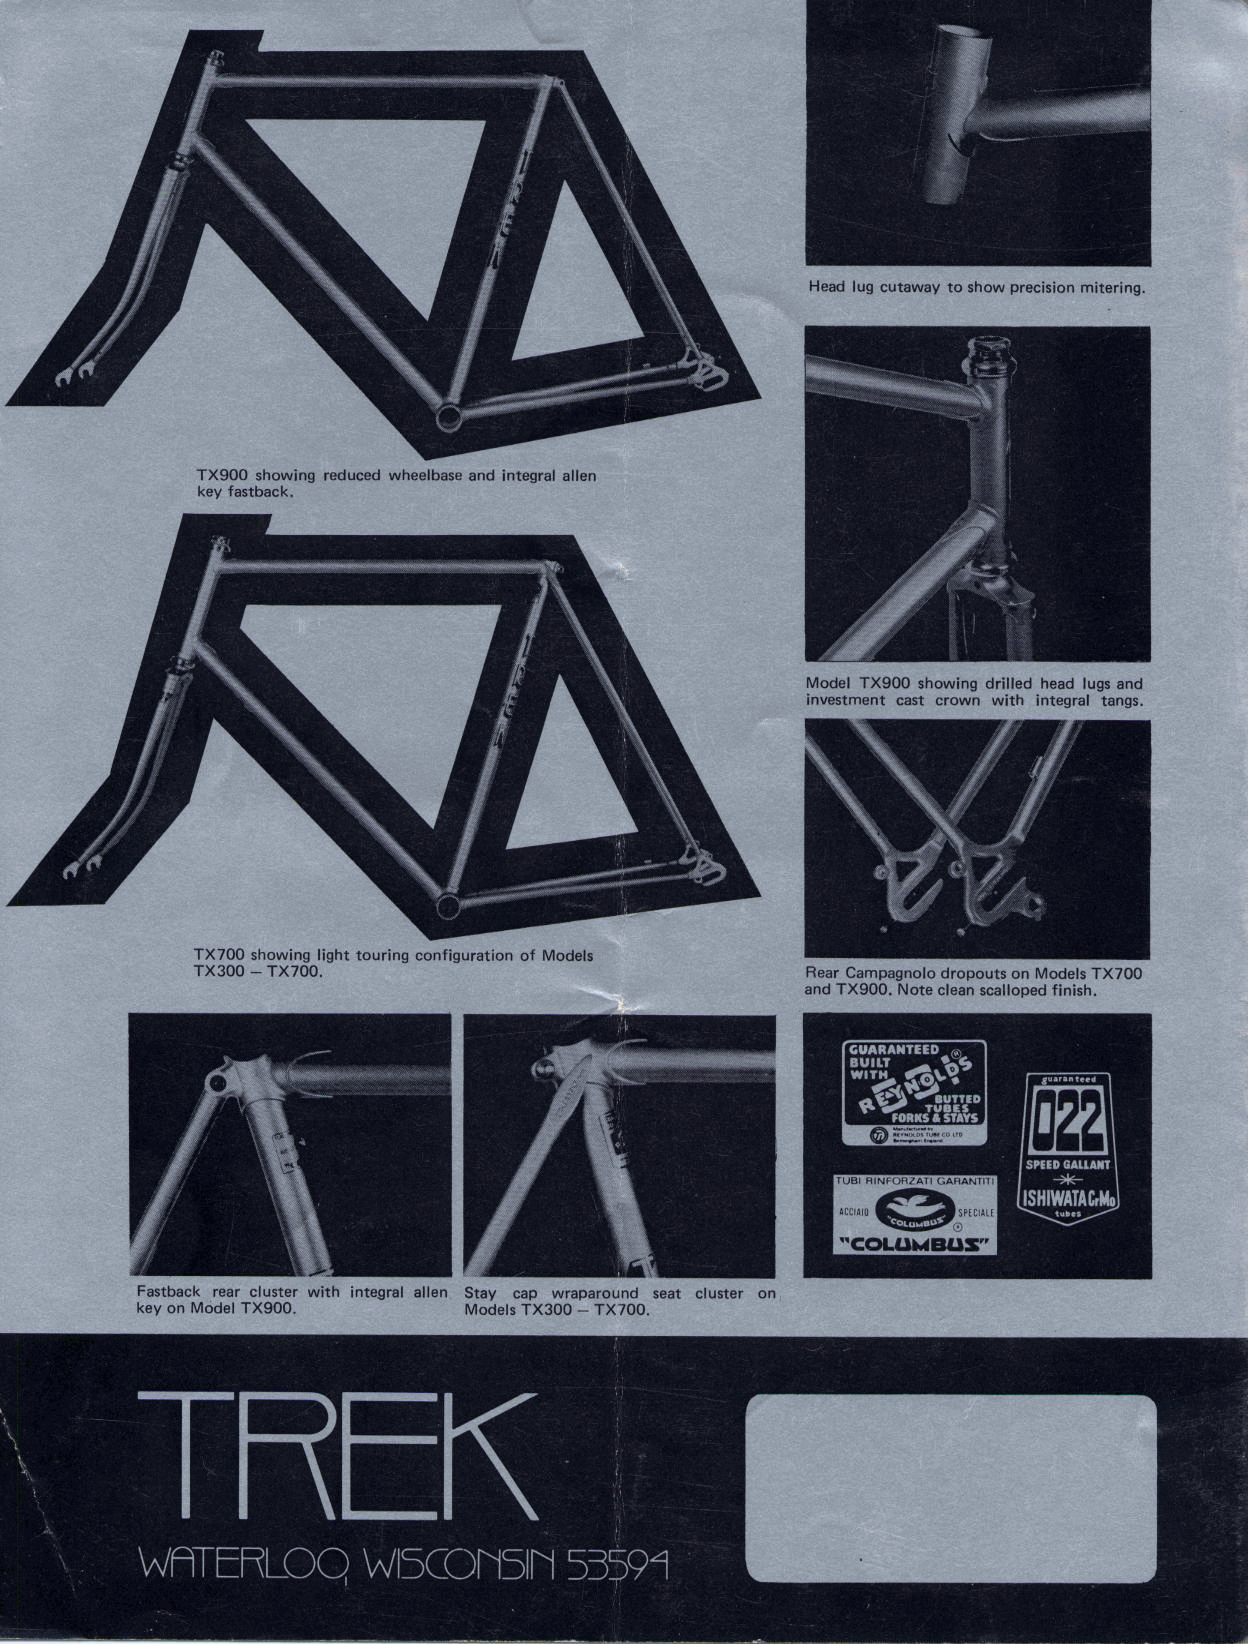 Head lug cutaway to show precision mitering.
TX900 showing reduced wheelbase and integral allen
key fastback.
Model TX900 showing drilled head lugs and
investment cast crown with integral tangs.
TX700 showing light touring configuration of Models
TX300 — TX700.
Rear Campagnolo dropouts on Models TX700
and TX900. Note clean scalloped finish.
Fastback rear cluster with integral allen
key on Model TX900.
Stay cap wraparound seat cluster on
Models TX300 — TX700.
GUARANTEED
BUILT
WITH
REYNOLDS®
BUTTED
TUBES
FORKS & STAYS
Manufactured by
REYNOLDS TUBE CO LTD
Birmingham England
guaranteed
022
SPEED GALLANT
ISHIWATA CrMo
tubes
TUBI RINFORZATI GARANTITI
ACCIAIO
"COLUMBUS"
SPECIALE
"COLUMBUS"
TREK
WATERLOO, WISCONSIN 53594